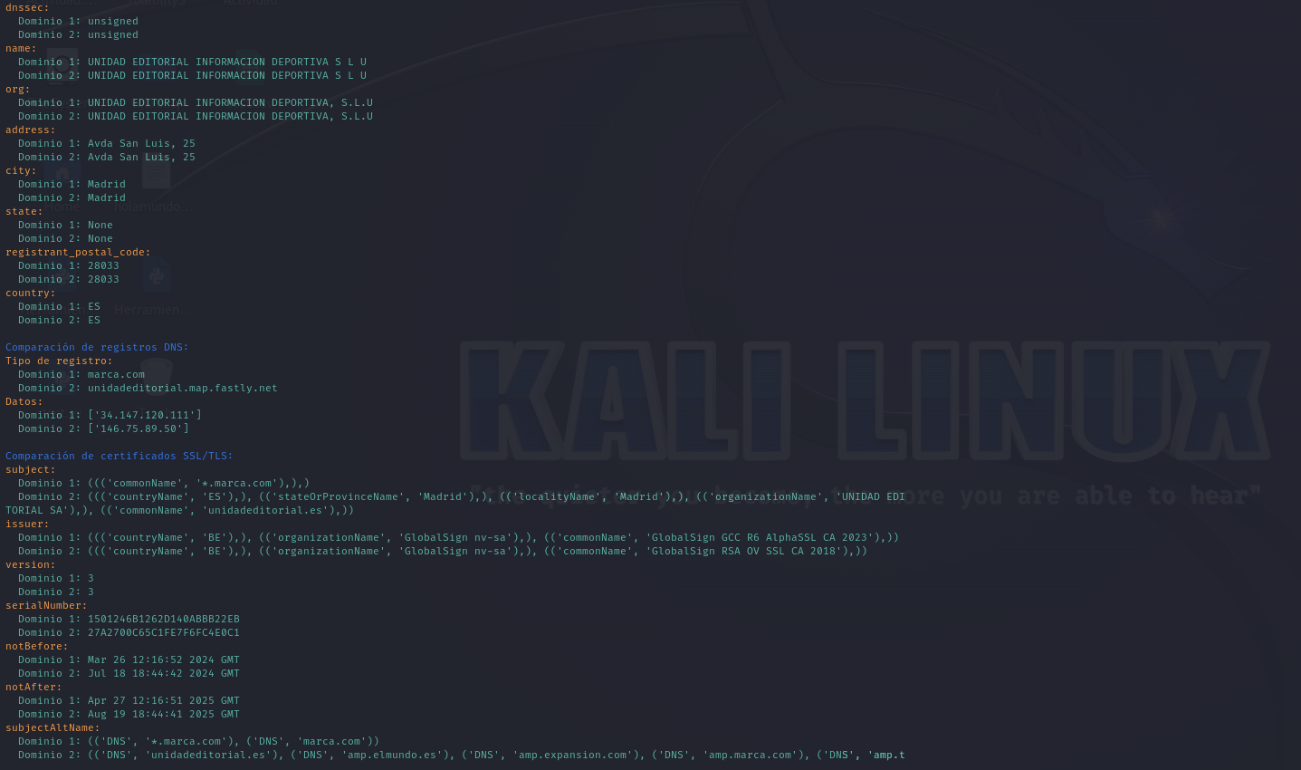 dnssec:
Dominio 1: unsigned
Dominio 2: unsigned
name:
Dominio 1: UNIDAD EDITORIAL INFORMACION DEPORTIVA S L U
Dominio 2: UNIDAD EDITORIAL INFORMACION DEPORTIVA S L U
org:
Dominio 1: UNIDAD EDITORIAL INFORMACION DEPORTIVA, S.L.U
Dominio 2: UNIDAD EDITORIAL INFORMACION DEPORTIVA, S.L.U
address:
Dominio 1: Avda San Luis, 25
Dominio 2: Avda San Luis, 25
city:
Dominio 1: Madrid
Dominio 2: Madrid
state:
Dominio 1: None
Dominio 2: None
registrant_postal_code:
Dominio 1: 28033
Dominio 2: 28033
country:
Dominio 1: ES
Dominio 2: ES
Comparación de registros DNS:
Tipo de registro:
Dominio 1: marca.com
Dominio 2: unidadeditorial.map.fastly.net
Datos:
Dominio 1: ['34.147.120.111']
Dominio 2: ['146.75.89.50']
KALI LINUX
Comparación de certificados SSL/TLS:
subject:
Dominio 1: ((('commonName', '*.marca.com'),),)
Dominio 2: ((('countryName', 'ES'),), (('stateOrProvinceName', 'Madrid'),), (('localityName', 'Madrid'),), (('organizationName', 'UNIDAD EDI
TORIAL SA'),), (('commonName', 'unidadeditorial.es'),))
you are able to hear"
issuer:
Dominio 1: ((('countryName', 'BE'),), (('organizationName', 'GlobalSign nv-sa'),), (('commonName', 'GlobalSign GCC R6 AlphaSSL CA 2023'),))
Dominio 2: ((('countryName', 'BE'),), (('organizationName', 'GlobalSign nv-sa'),), (('commonName', 'GlobalSign RSA OV SSL CA 2018'),))
version:
Dominio 1: 3
Dominio 2: 3
serialNumber:
Dominio 1: 1501246B1262D140ABBB22EB
Dominio 2: 27A2700C65C1FE7F6FC4E0C1
notBefore:
Dominio 1: Mar 26 12:16:52 2024 GMT
Dominio 2: Jul 18 18:44:42 2024 GMT
notAfter:
Dominio 1: Apr 27 12:16:51 2025 GMT
Dominio 2: Aug 19 18:44:41 2025 GMT
subjectAltName:
Dominio 1: (('DNS', '*.marca.com'), ('DNS', 'marca.com'))
Dominio 2: (('DNS', 'unidadeditorial.es'), ('DNS', 'amp.elmundo.es'), ('DNS', 'amp.expansion.com'), ('DNS', 'amp.marca.com'), ('DNS', 'amp.t